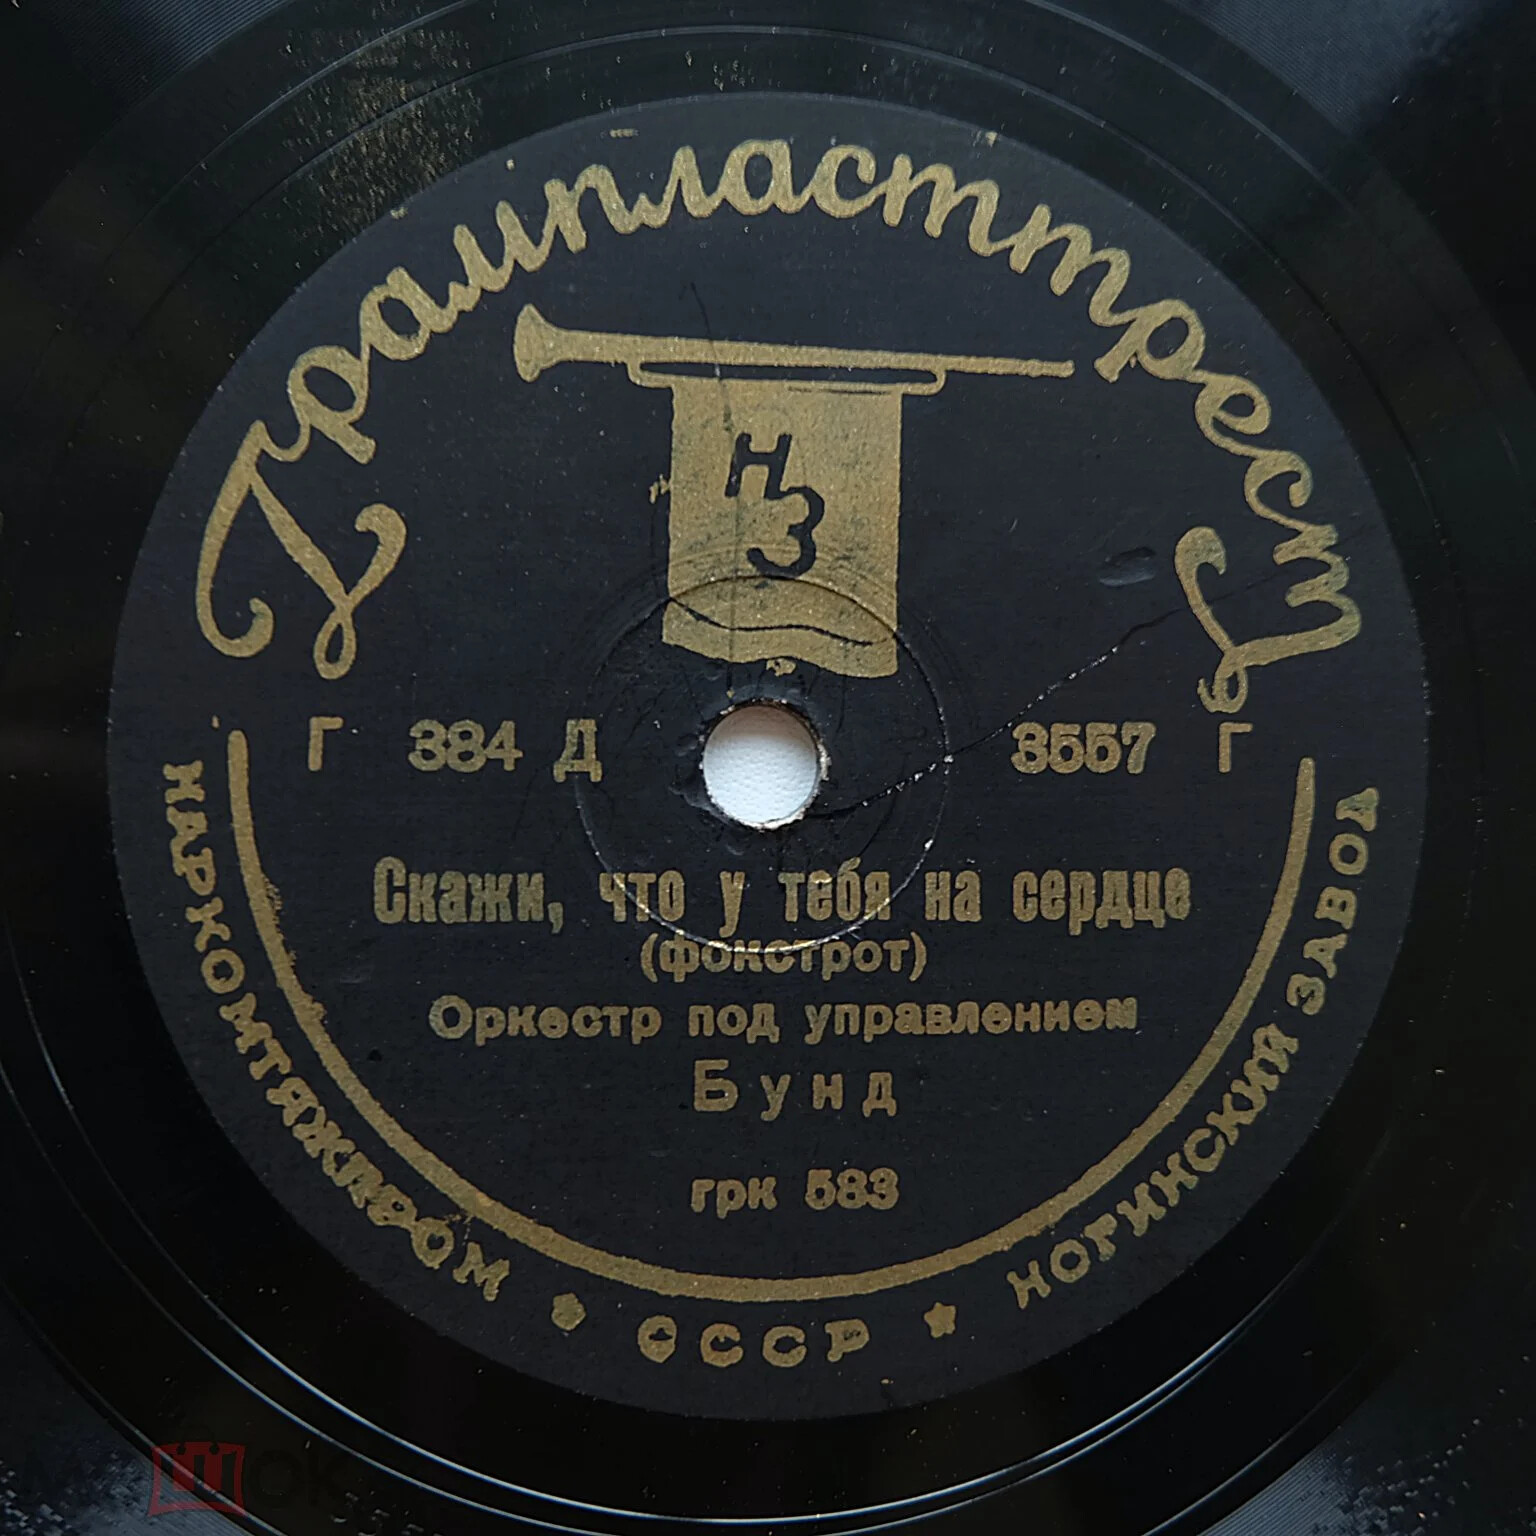 Грампластрест
НЗ
Г 384 Д 3557 Г
Скажи, что у тебя на сердце
(фокстрот)
Оркестр под управлением
Бунд
грк 583
НАРКОМТЯЖПРОМ ★ СССР ★ НОГИНСКИЙ ЗАВОД